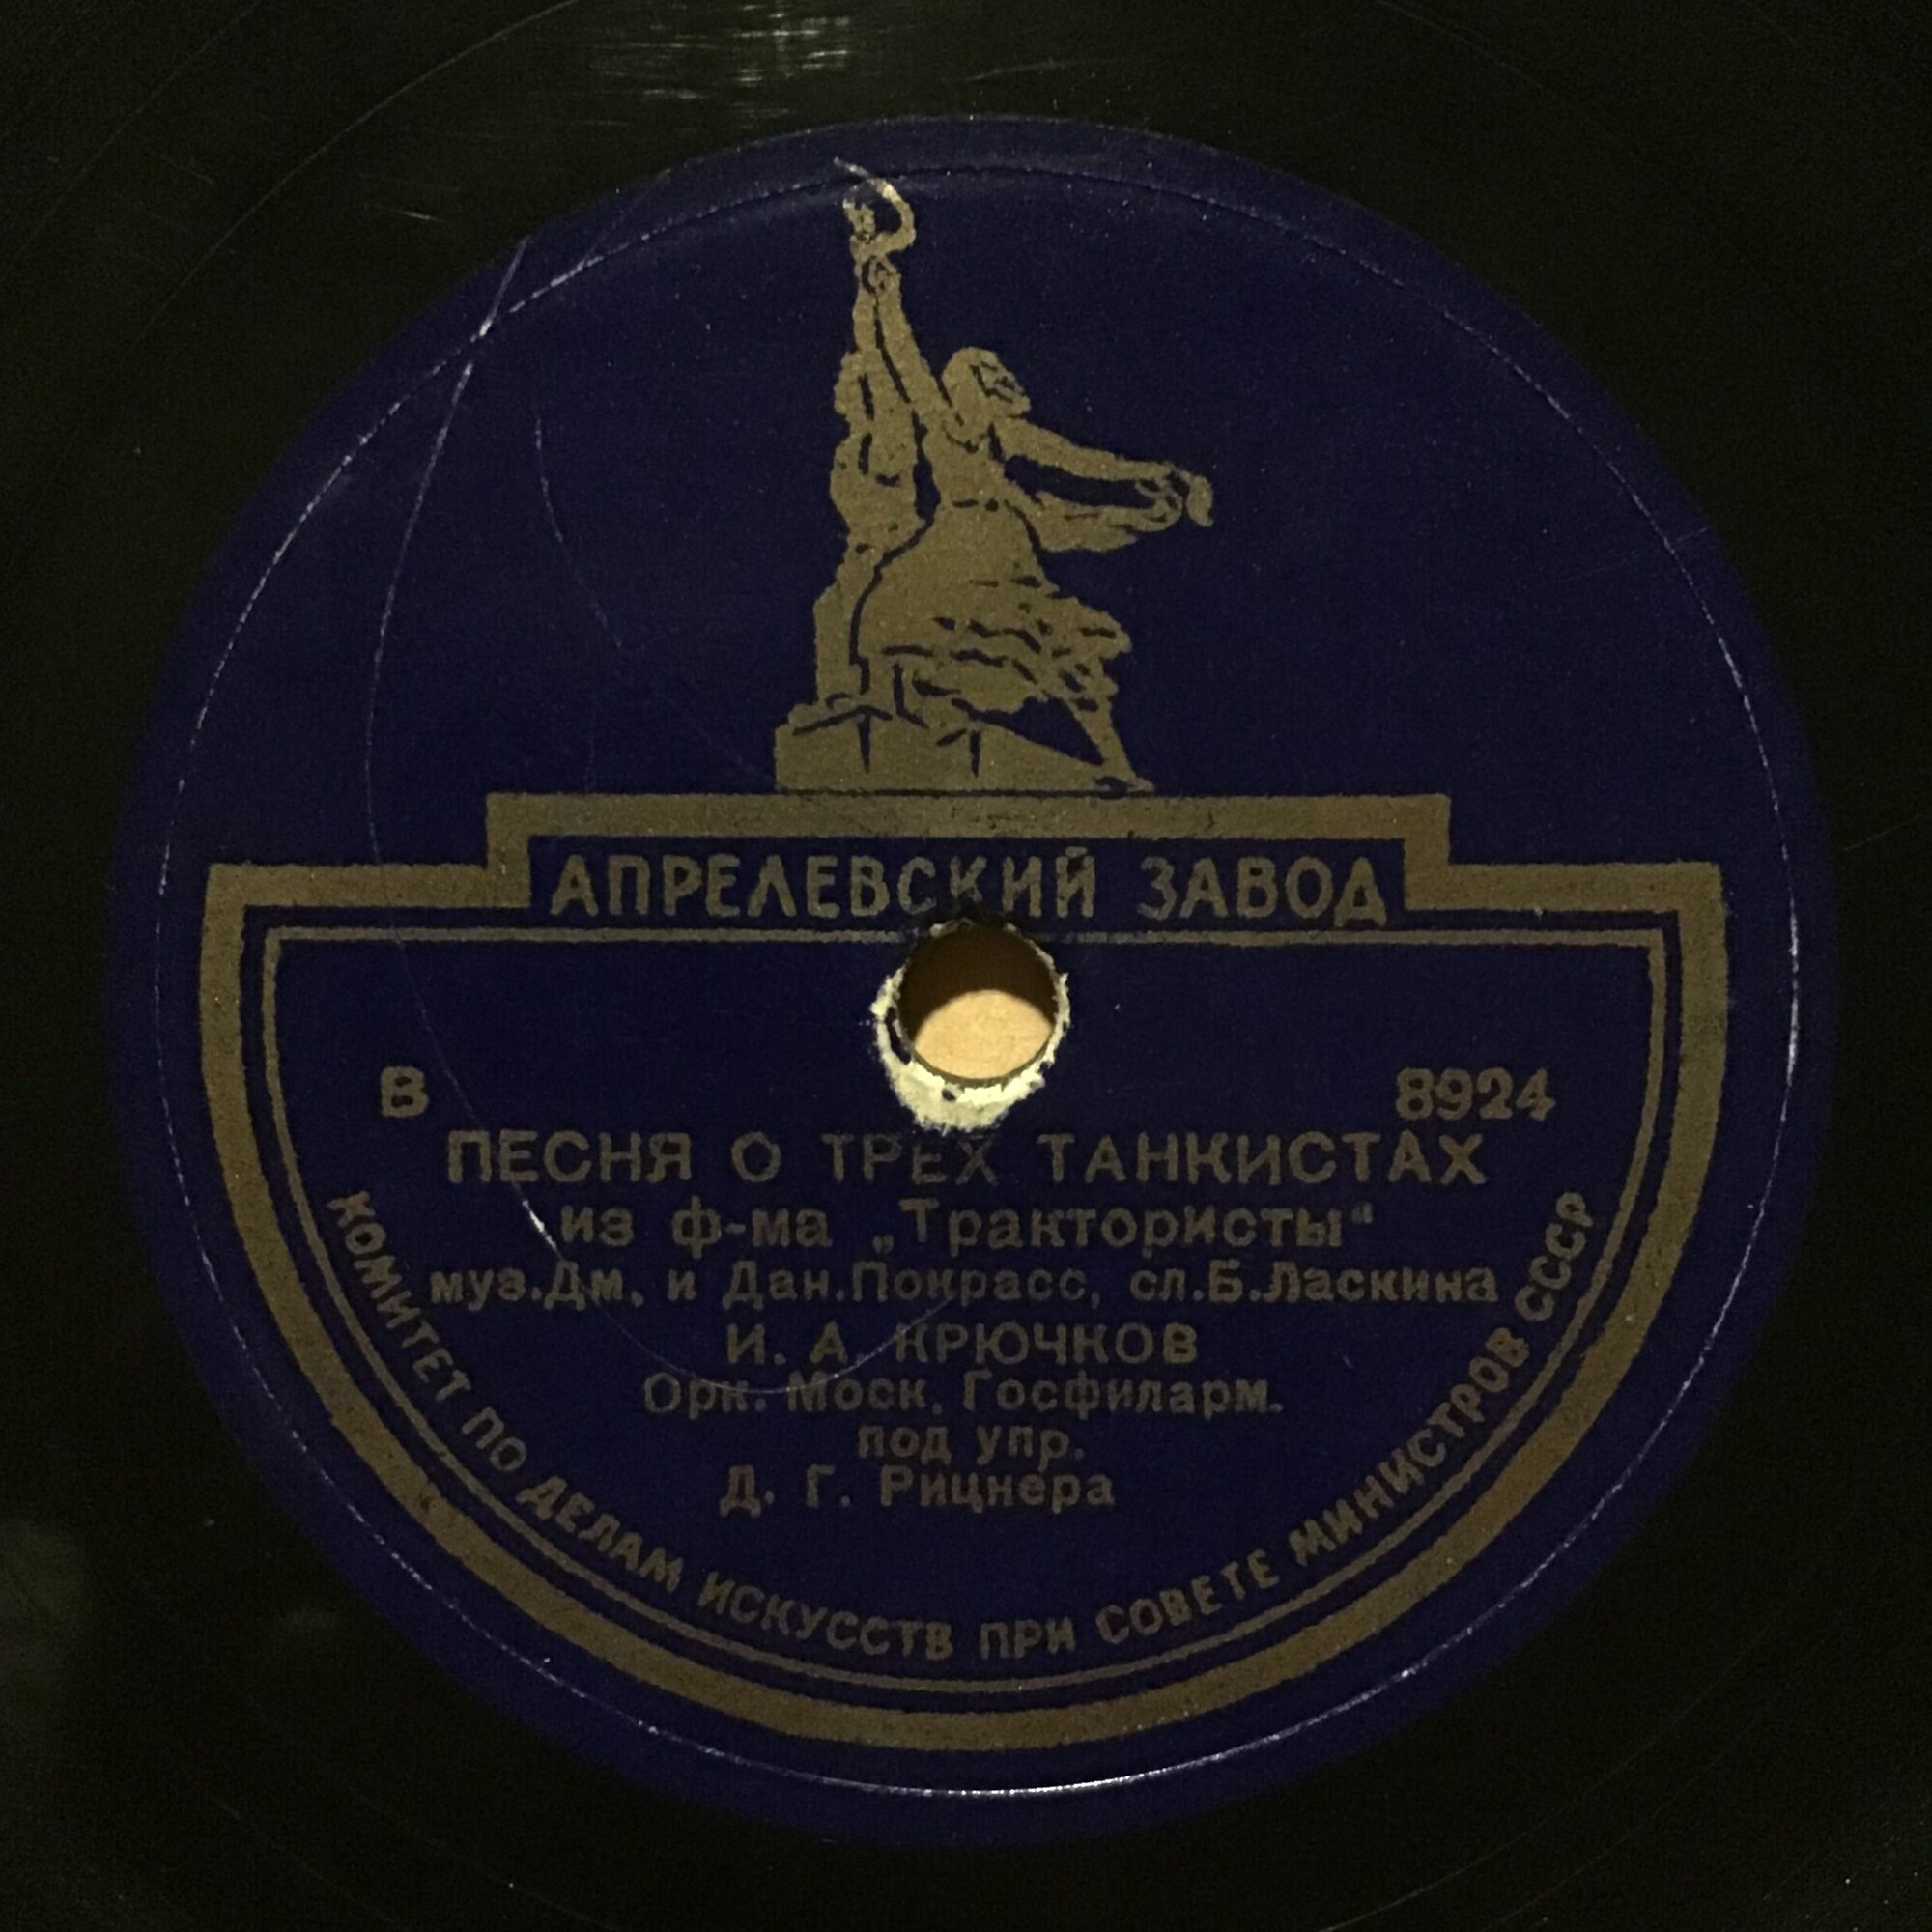 АПРЕЛЕВСКИЙ ЗАВОД
В 8924
ПЕСНЯ О ТРЕХ ТАНКИСТАХ
из ф-ма „Трактористы“
муз.Дм. и Дан.Покрасс, сл.Б.Ласкина
И. А. КРЮЧКОВ
Орк. Моск. Госфиларм.
под упр.
Д. Г. Рицнера
КОМИТЕТ ПО ДЕЛАМ ИСКУССТВ ПРИ СОВЕТЕ МИНИСТРОВ СССР